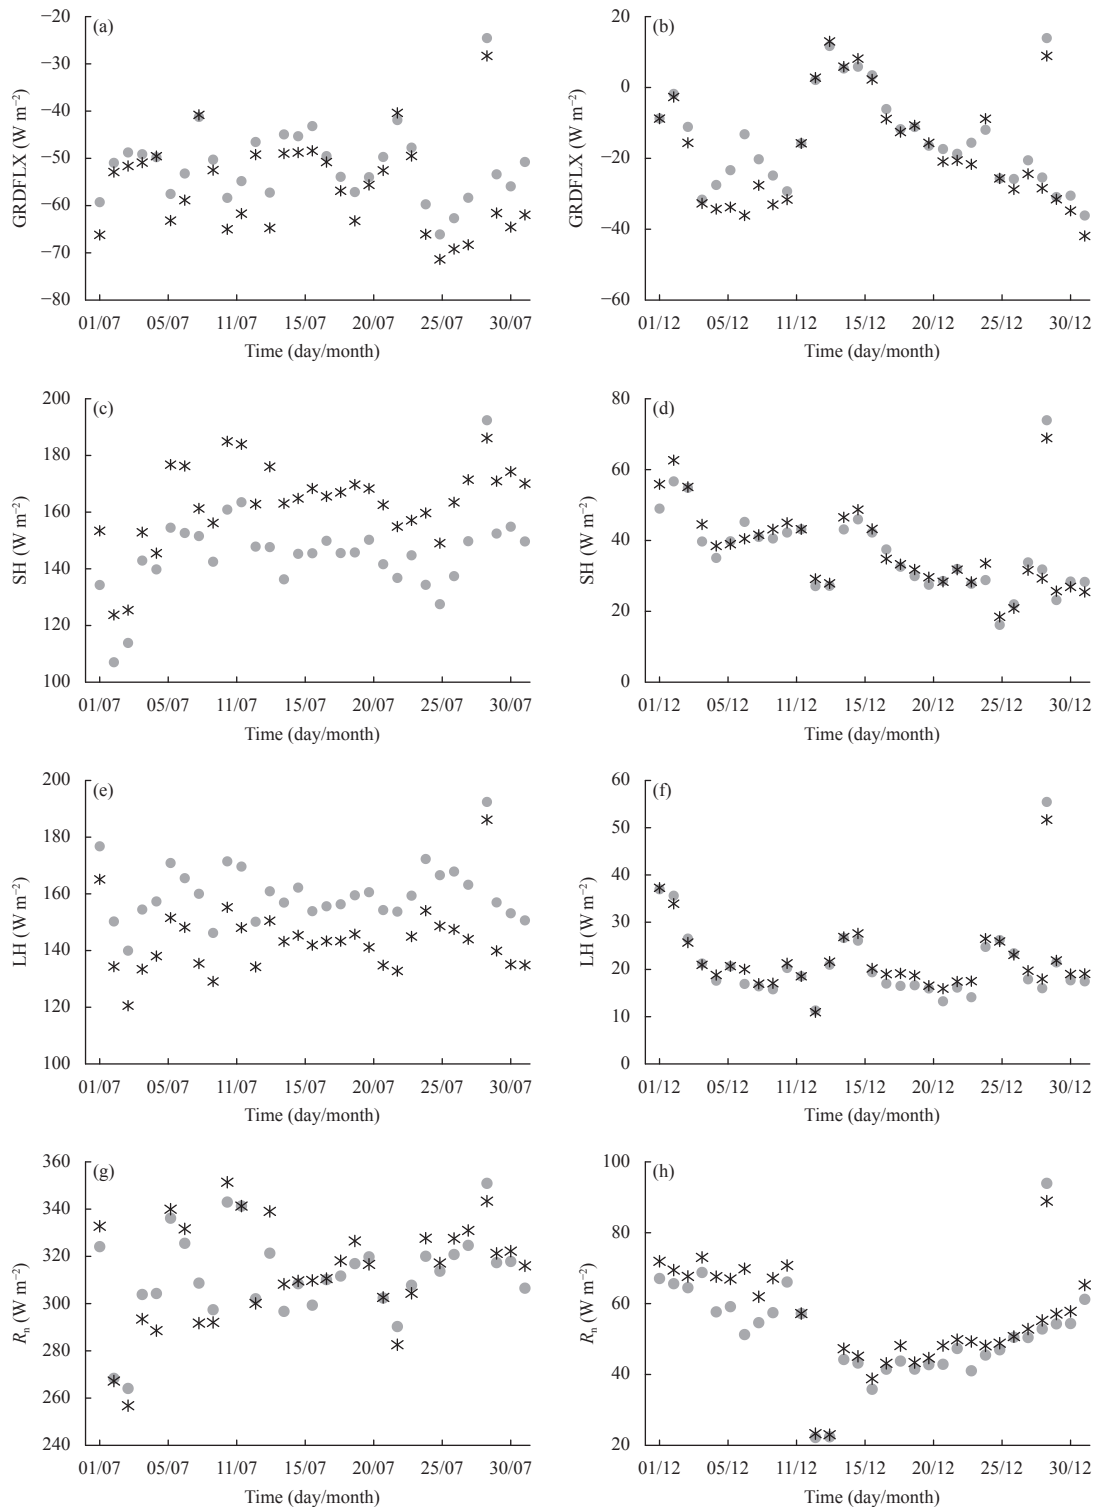 (a)
−20
−30
−40
−50
−60
−70
−80
GRDFLX (W m−2)
01/07 05/07 11/07 15/07 20/07 25/07 30/07
Time (day/month)
(b)
20
0
−20
−40
−60
GRDFLX (W m−2)
01/12 05/12 11/12 15/12 20/12 25/12 30/12
Time (day/month)
(c)
200
180
160
140
120
100
SH (W m−2)
01/07 05/07 11/07 15/07 20/07 25/07 30/07
Time (day/month)
(d)
80
60
40
20
0
SH (W m−2)
01/12 05/12 11/12 15/12 20/12 25/12 30/12
Time (day/month)
(e)
200
180
160
140
120
100
LH (W m−2)
01/07 05/07 11/07 15/07 20/07 25/07 30/07
Time (day/month)
(f)
60
50
40
30
20
10
0
LH (W m−2)
01/12 05/12 11/12 15/12 20/12 25/12 30/12
Time (day/month)
(g)
360
340
320
300
280
260
240
Rn (W m−2)
01/07 05/07 11/07 15/07 20/07 25/07 30/07
Time (day/month)
(h)
100
80
60
40
20
Rn (W m−2)
01/12 05/12 11/12 15/12 20/12 25/12 30/12
Time (day/month)